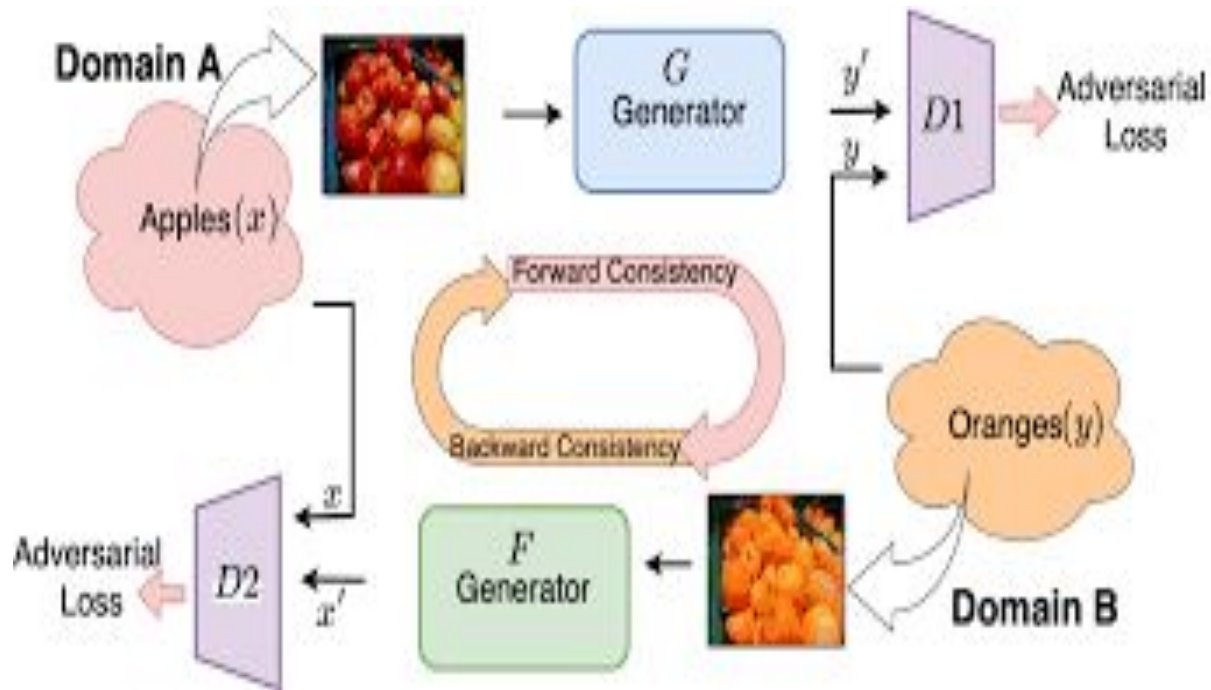 Domain A
G
Generator
y'
y
D1
Adversarial
Loss
Apples(x)
Forward Consistency
Backward Consistency
Oranges(y)
x
x'
D2
Adversarial
Loss
F
Generator
Domain B